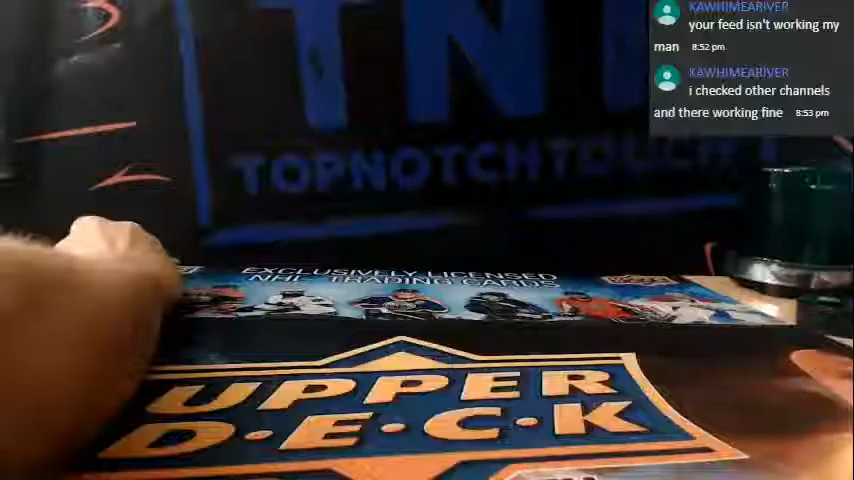 KAWHIMEARIVER
your feed isn't working my
man 8:52 pm
KAWHIMEARIVER
i checked other channels
and there working fine 8:53 pm
TNT
EXCLUSIVELY LICENSED
NHL TRADING CARDS
UPPER
D·E·C·K